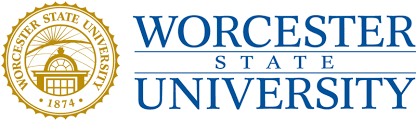 WORCESTER STATE UNIVERSITY
• 1874 •
WORCESTER
STATE
UNIVERSITY